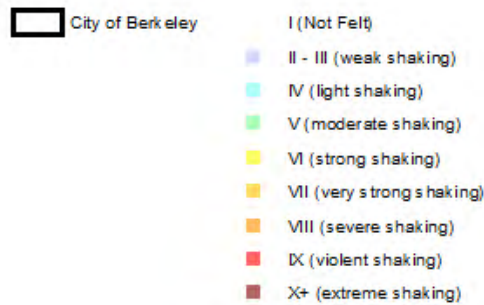 City of Berkeley
I (Not Felt)
II - III (weak shaking)
IV (light shaking)
V (moderate shaking)
VI (strong shaking)
VII (very strong shaking)
VIII (severe shaking)
IX (violent shaking)
X+ (extreme shaking)